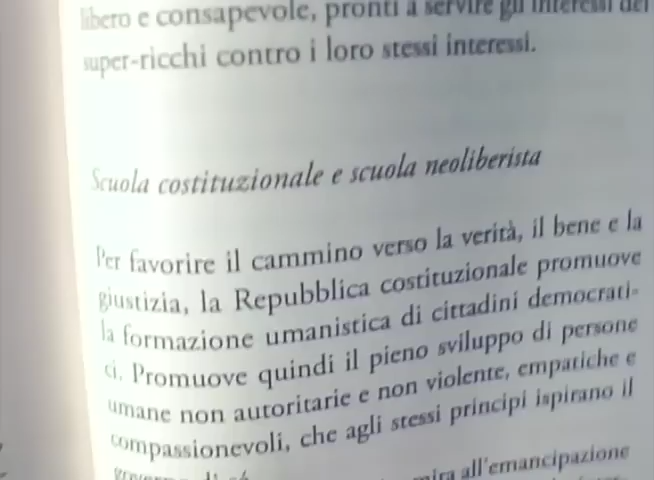 libero e consapevole, pronti a servire gli interessi dei
super-ricchi contro i loro stessi interessi.
Scuola costituzionale e scuola neoliberista
Per favorire il cammino verso la verità, il bene e la
giustizia, la Repubblica costituzionale promuove
la formazione umanistica di cittadini democrati-
ci. Promuove quindi il pieno sviluppo di persone
umane non autoritarie e non violente, empatiche e
compassionevoli, che agli stessi principi ispirano il
mira all'emancipazione